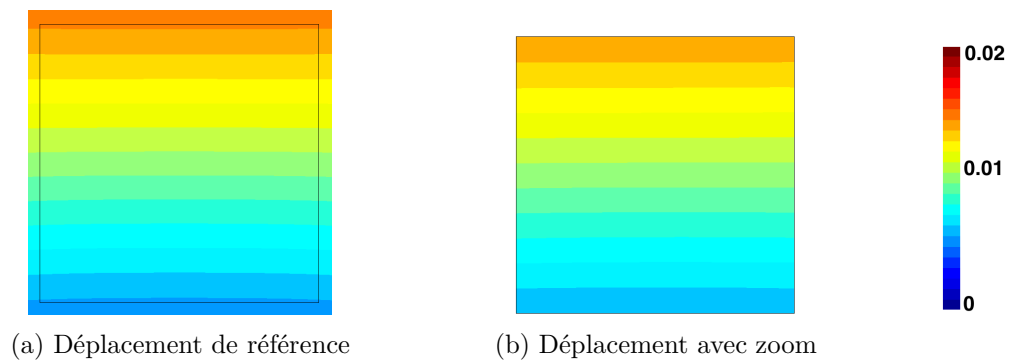 0.02
0.01
0
(a) Déplacement de référence
(b) Déplacement avec zoom